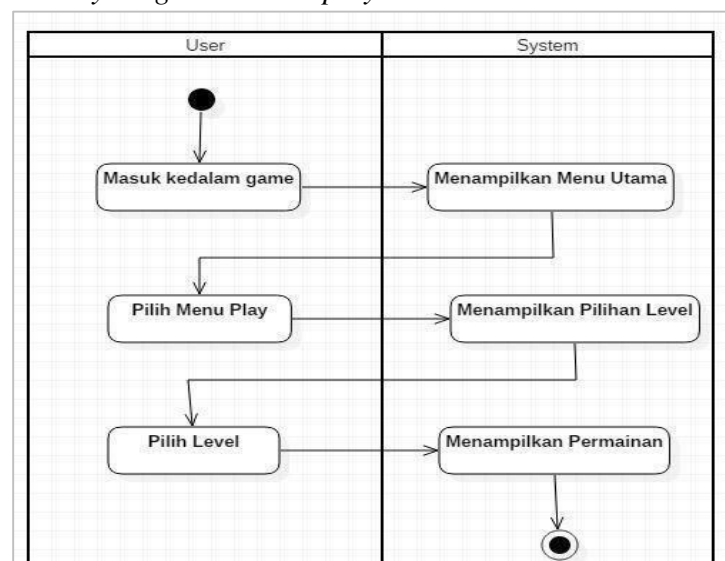 User System
Masuk kedalam game
Menampilkan Menu Utama
Pilih Menu Play
Menampilkan Pilihan Level
Pilih Level
Menampilkan Permainan